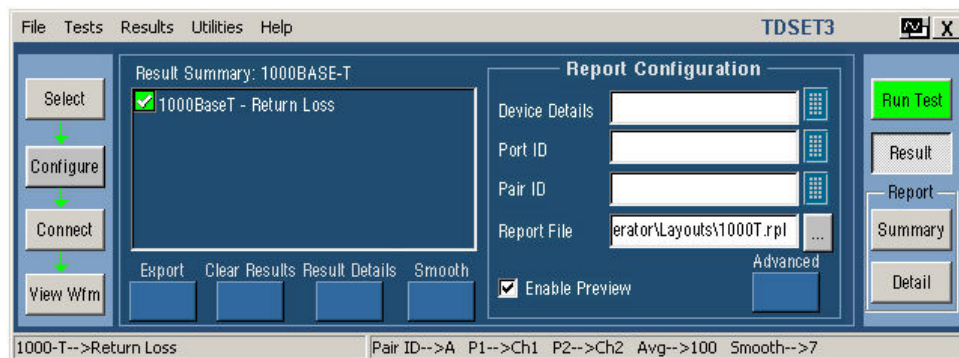 File Tests Results Utilities Help TDSET3 X
Select
Configure
Connect
View Wfm
Result Summary: 1000BASE-T
1000BaseT - Return Loss
Export Clear Results Result Details Smooth
Report Configuration
Device Details
Port ID
Pair ID
Report File erator\Layouts\1000T.rpl ...
Enable Preview
Advanced
Run Test
Result
Report
Summary
Detail
1000-T-->Return Loss
Pair ID-->A P1-->Ch1 P2-->Ch2 Avg-->100 Smooth-->7